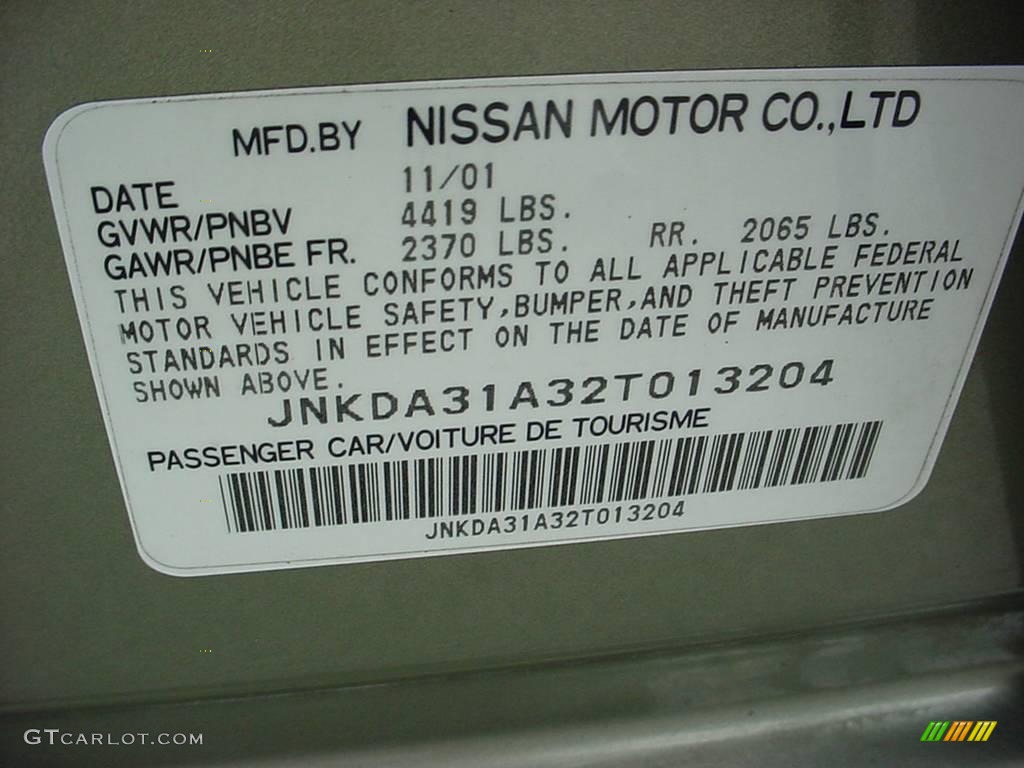 MFD.BY NISSAN MOTOR CO.,LTD
DATE 11/01
GVWR/PNBV 4419 LBS.
GAWR/PNBE FR. 2370 LBS. RR. 2065 LBS.
THIS VEHICLE CONFORMS TO ALL APPLICABLE FEDERAL
MOTOR VEHICLE SAFETY,BUMPER,AND THEFT PREVENTION
STANDARDS IN EFFECT ON THE DATE OF MANUFACTURE
SHOWN ABOVE.
JNKDA31A32T013204
PASSENGER CAR/VOITURE DE TOURISME
JNKDA31A32T013204
GTCARLOT.COM